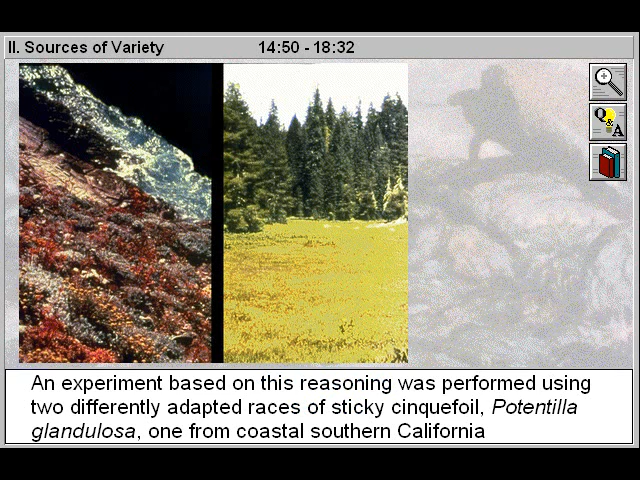 II. Sources of Variety 14:50 - 18:32
Q & A
An experiment based on this reasoning was performed using
two differently adapted races of sticky cinquefoil, Potentilla
glandulosa, one from coastal southern California